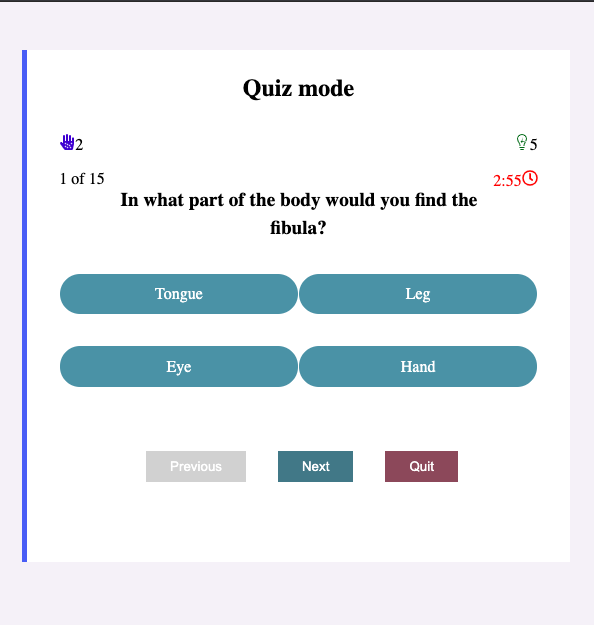 Quiz mode
2
5
1 of 15
2:55
In what part of the body would you find the
fibula?
Tongue
Leg
Eye
Hand
Previous
Next
Quit